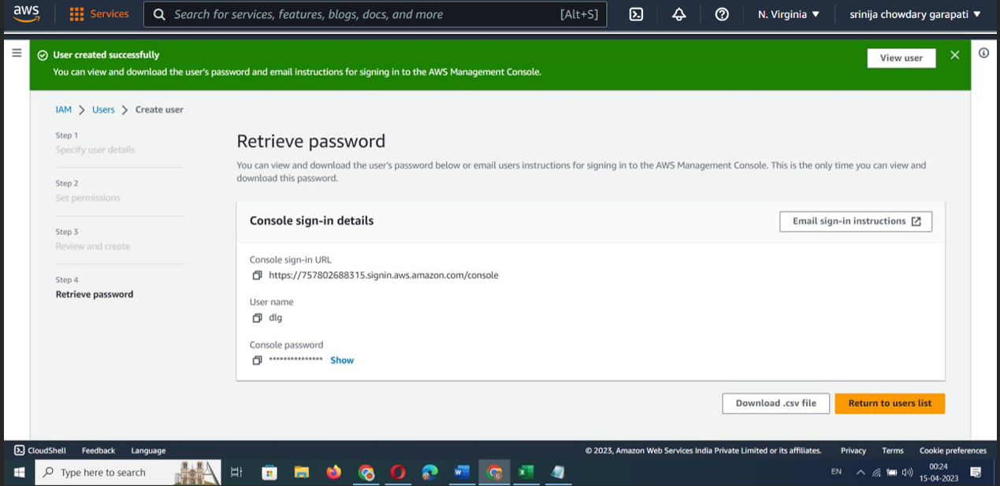 aws
Services
Search for services, features, blogs, docs, and more
[Alt+S]
N. Virginia
srinija chowdary garapati
User created successfully
You can view and download the user's password and email instructions for signing in to the AWS Management Console.
View user
IAM > Users > Create user
Step 1
Specify user details
Step 2
Set permissions
Step 3
Review and create
Step 4
Retrieve password
Retrieve password
You can view and download the user's password below or email users instructions for signing in to the AWS Management Console. This is the only time you can view and
download this password.
Console sign-in details
Email sign-in instructions
Console sign-in URL
https://757802688315.signin.aws.amazon.com/console
User name
dlg
Console password
*************** Show
Download .csv file
Return to users list
CloudShell
Feedback
Language
© 2023, Amazon Web Services India Private Limited or its affiliates.
Privacy
Terms
Cookie preferences
Type here to search
EN
00:24
15-04-2023